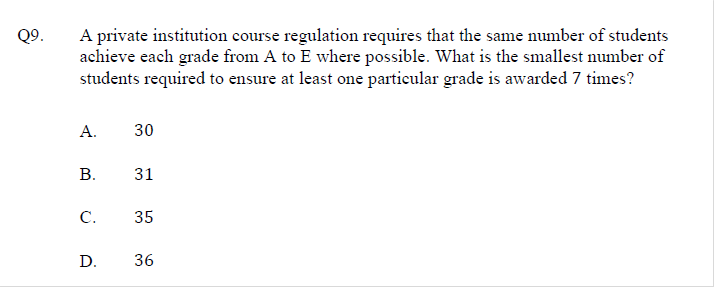 Q9. A private institution course regulation requires that the same number of students
achieve each grade from A to E where possible. What is the smallest number of
students required to ensure at least one particular grade is awarded 7 times?
A. 30
B. 31
C. 35
D. 36